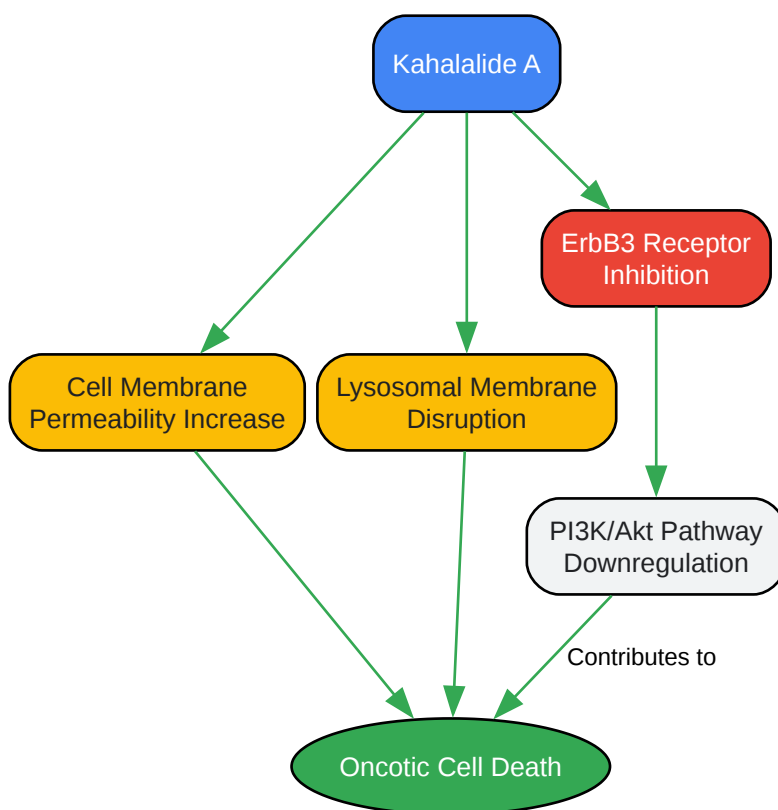 Kahalalide A
ErbB3 Receptor
Inhibition
Cell Membrane
Permeability Increase
Lysosomal Membrane
Disruption
PI3K/Akt Pathway
Downregulation
Contributes to
Oncotic Cell Death